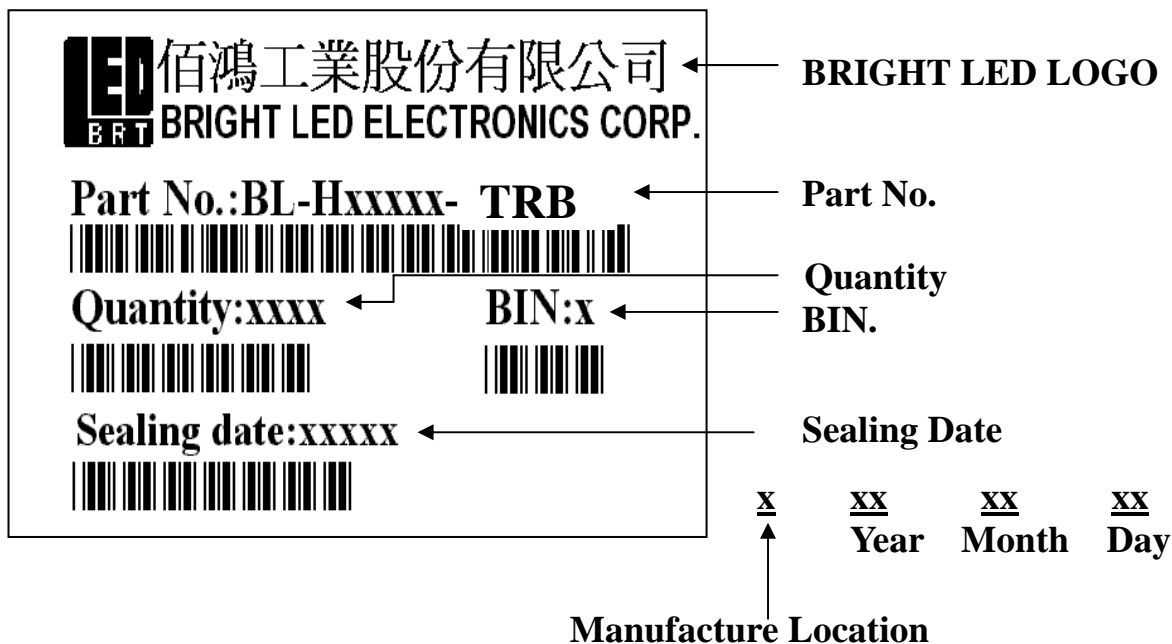 LED
BRT
佰鴻工業股份有限公司
BRIGHT LED ELECTRONICS CORP.
BRIGHT LED LOGO
Part No.:BL-Hxxxxx- TRB
Part No.
Quantity:xxxx
BIN:x
Quantity
BIN.
Sealing date:xxxxx
Sealing Date
x xx xx xx
Year Month Day
Manufacture Location